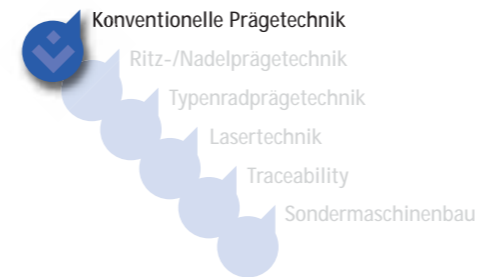 Konventionelle Prägetechnik
Ritz-/Nadelprägetechnik
Typenradprägetechnik
Lasertechnik
Traceability
Sondermaschinenbau